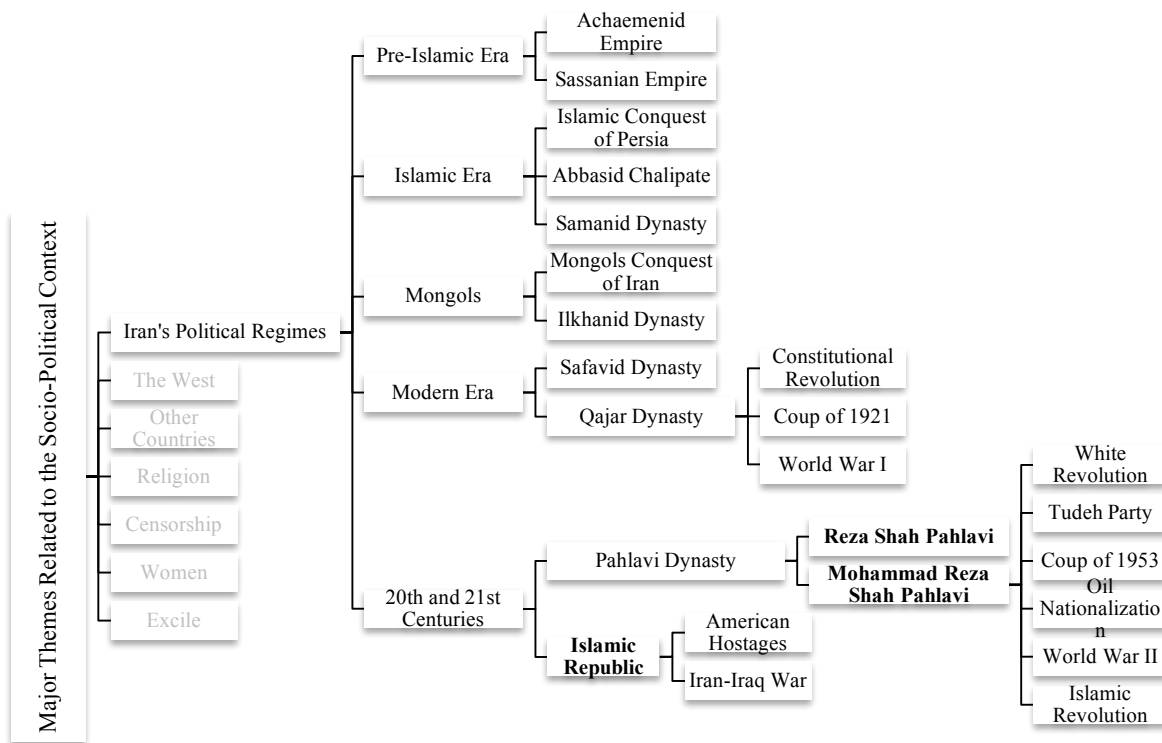 Major Themes Related to the Socio-Political Context
Iran's Political Regimes
The West
Other
Countries
Religion
Censorship
Women
Excile
Pre-Islamic Era
Achaemenid
Empire
Sassanian Empire
Islamic Era
Islamic Conquest
of Persia
Abbasid Chalipate
Samanid Dynasty
Mongols
Mongols Conquest
of Iran
Ilkhanid Dynasty
Modern Era
Safavid Dynasty
Qajar Dynasty
Constitutional
Revolution
Coup of 1921
World War I
20th and 21st
Centuries
Pahlavi Dynasty
Reza Shah Pahlavi
Mohammad Reza
Shah Pahlavi
White
Revolution
Tudeh Party
Coup of 1953
Oil
Nationalizatio
n
World War II
Islamic
Revolution
Islamic
Republic
American
Hostages
Iran-Iraq War